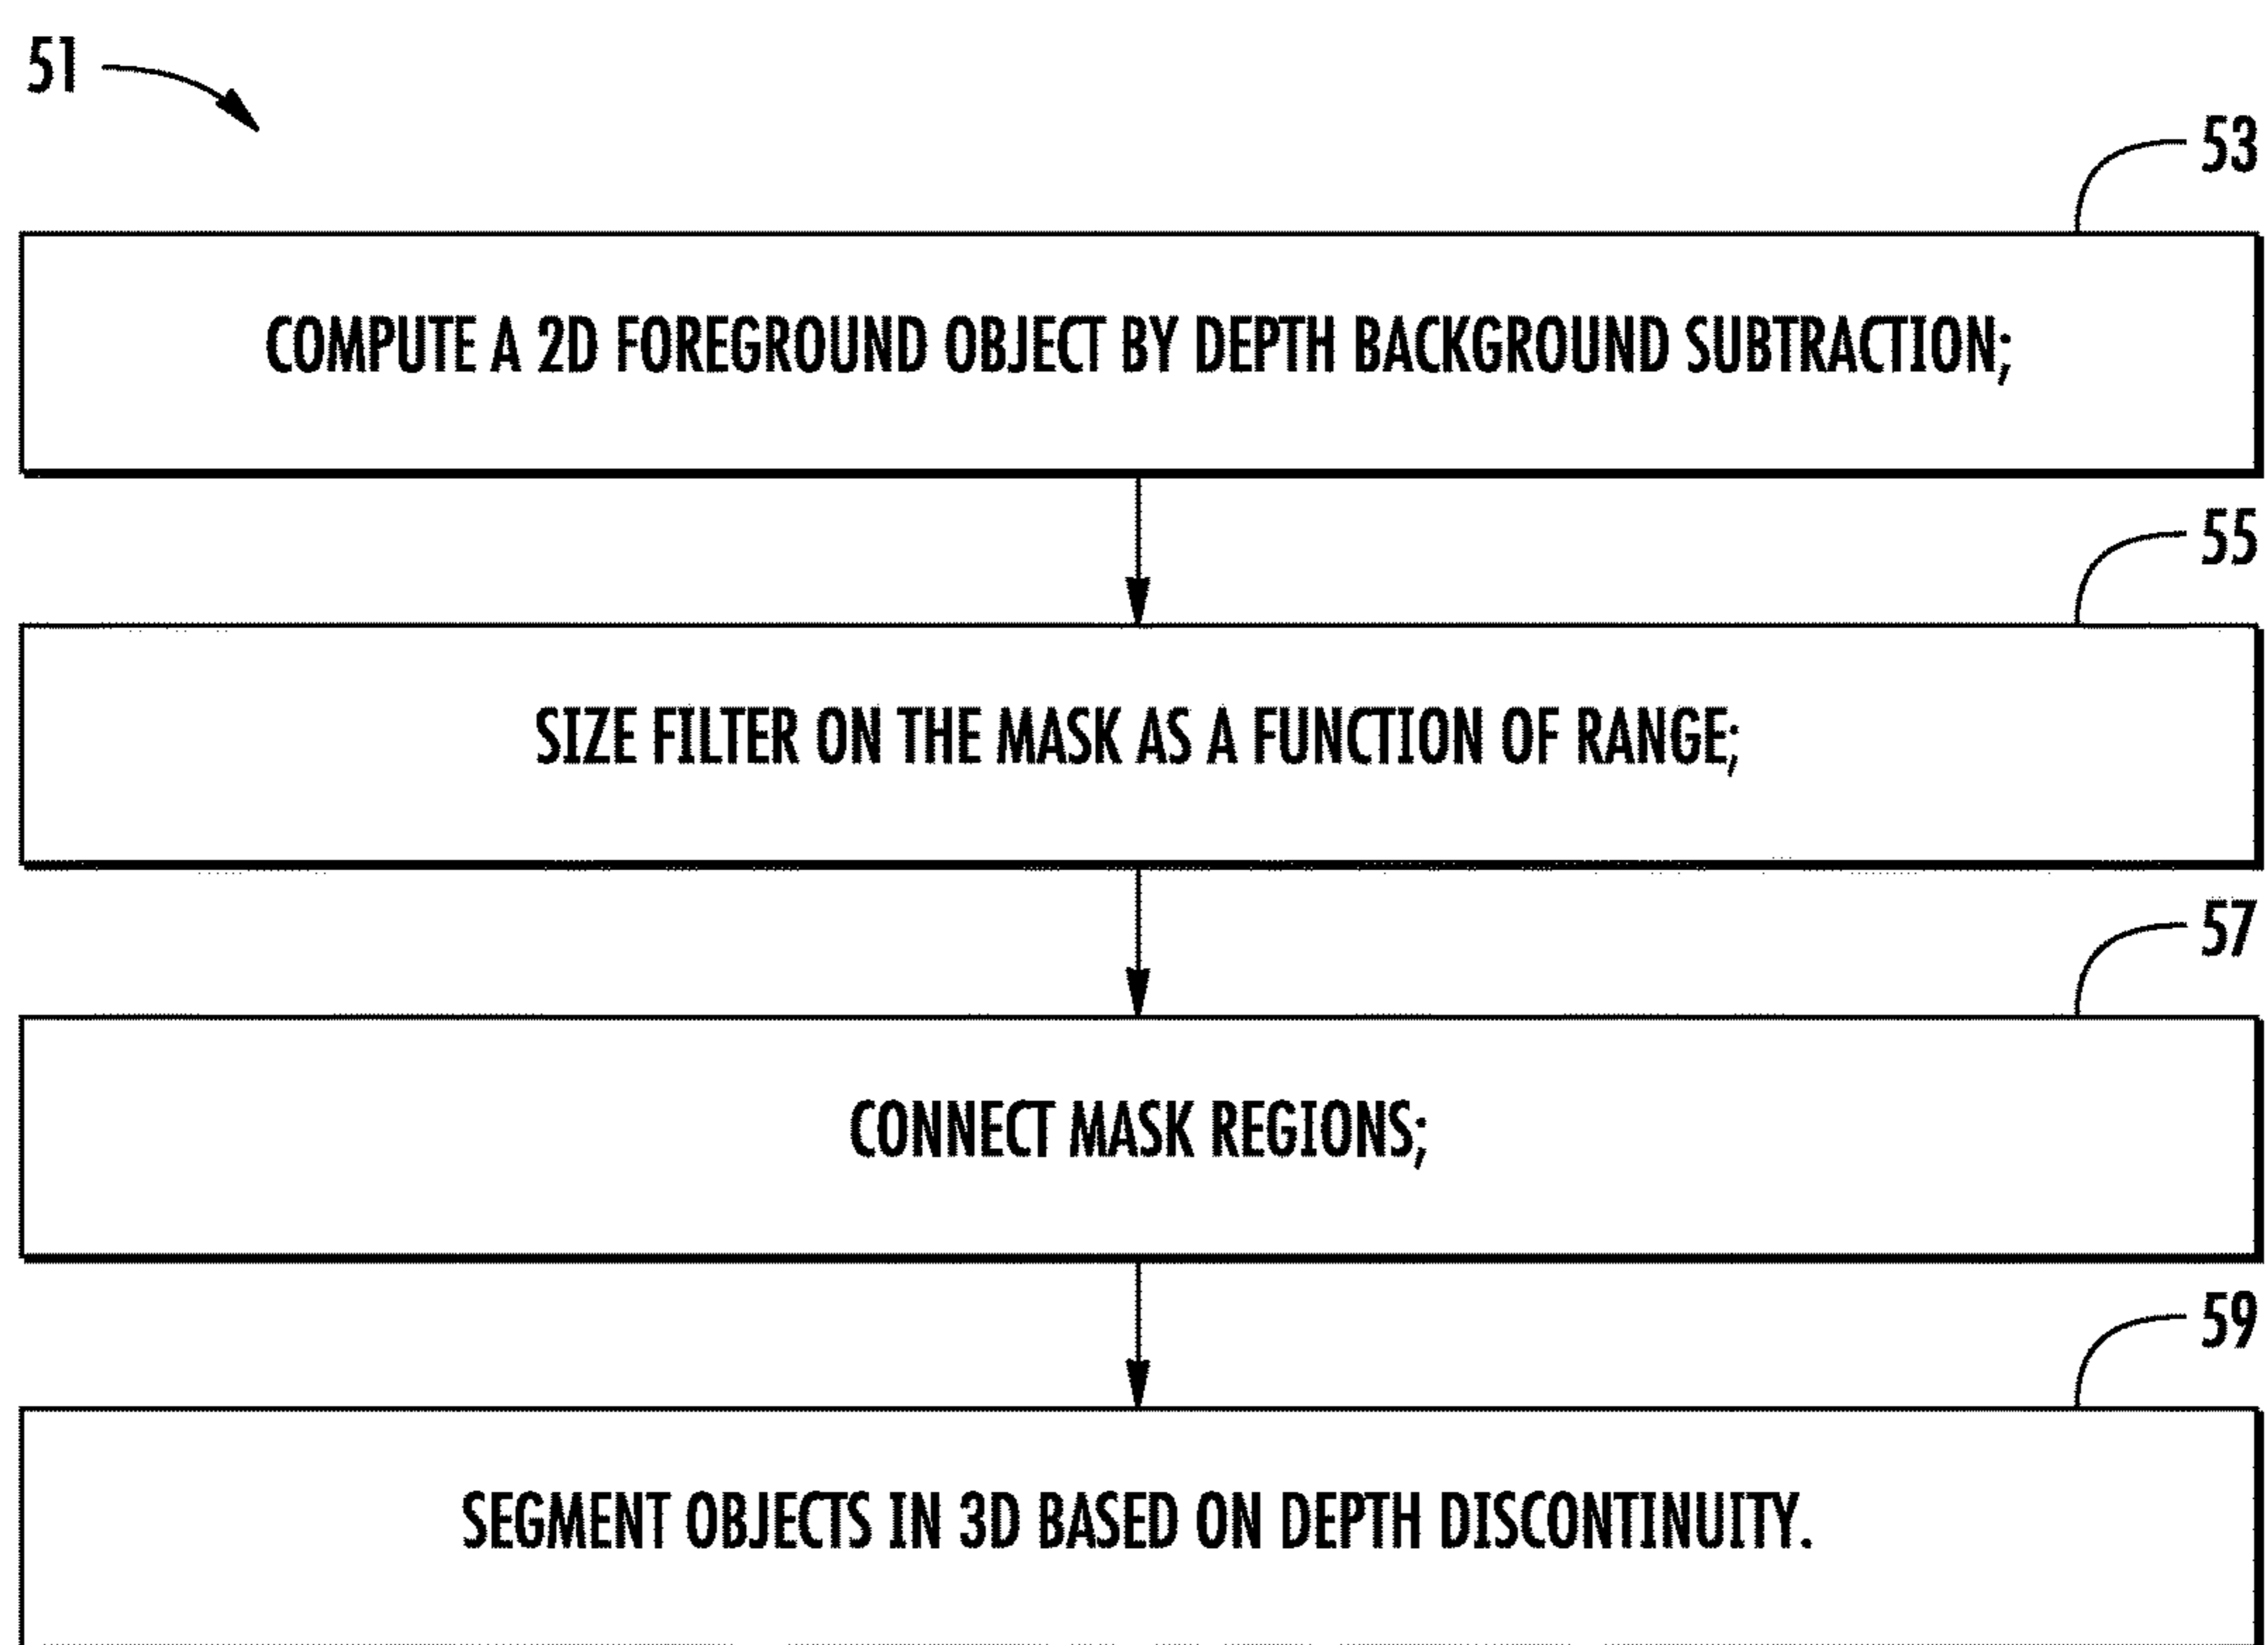 51
53
COMPUTE A 2D FOREGROUND OBJECT BY DEPTH BACKGROUND SUBTRACTION;
55
SIZE FILTER ON THE MASK AS A FUNCTION OF RANGE;
57
CONNECT MASK REGIONS;
59
SEGMENT OBJECTS IN 3D BASED ON DEPTH DISCONTINUITY.